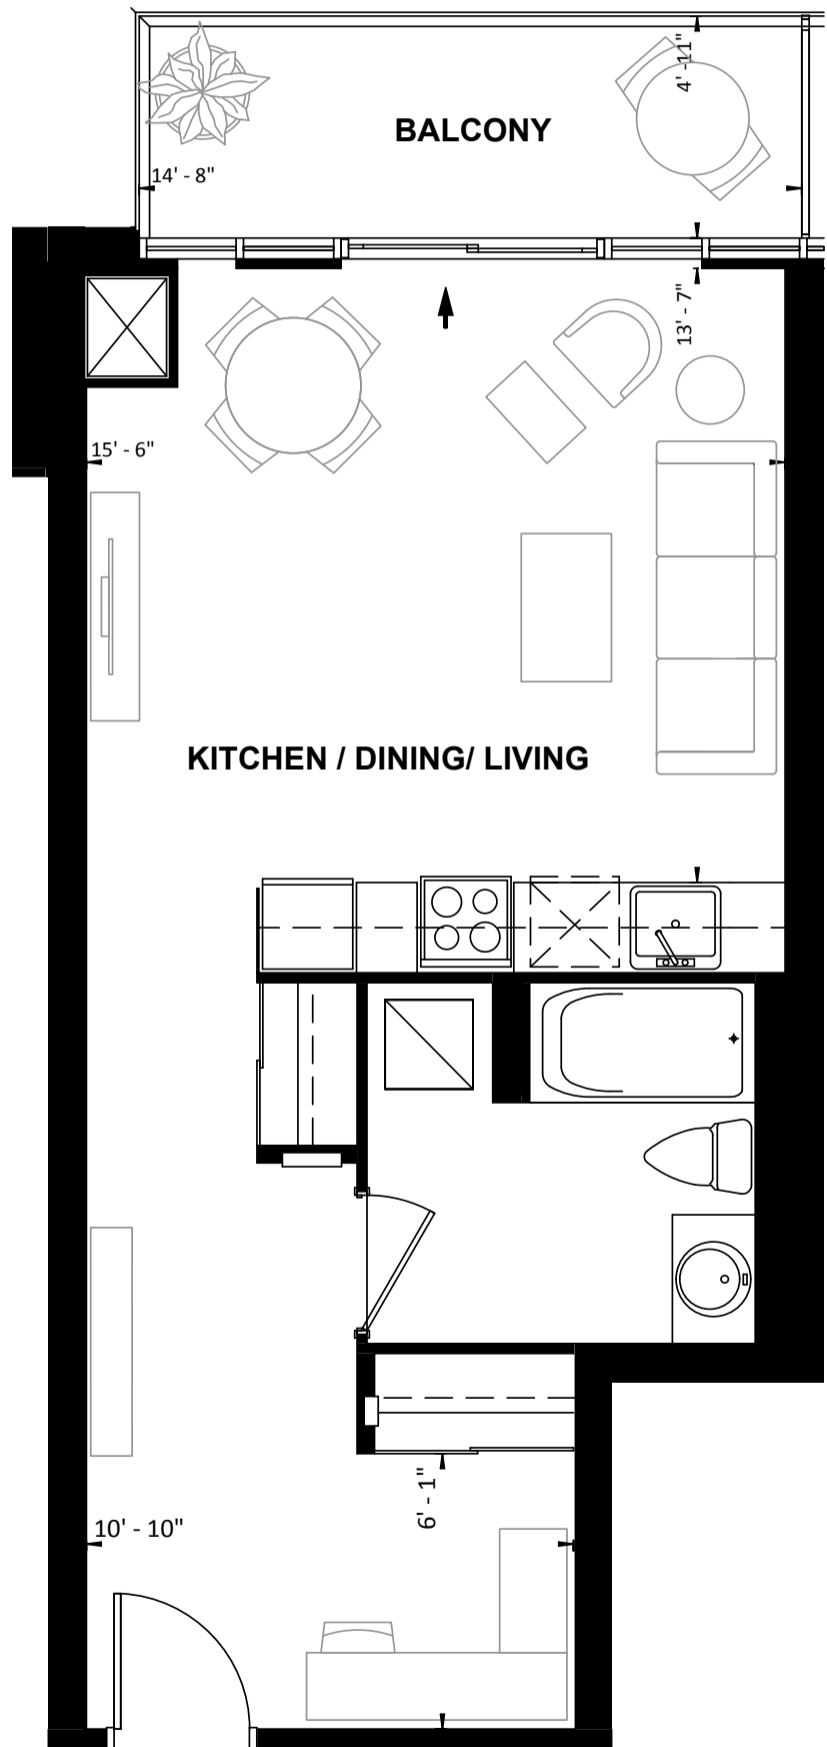 4' -11"
BALCONY
14' - 8"
13' - 7"
15' - 6"
KITCHEN / DINING/ LIVING
6' - 1"
10' - 10"